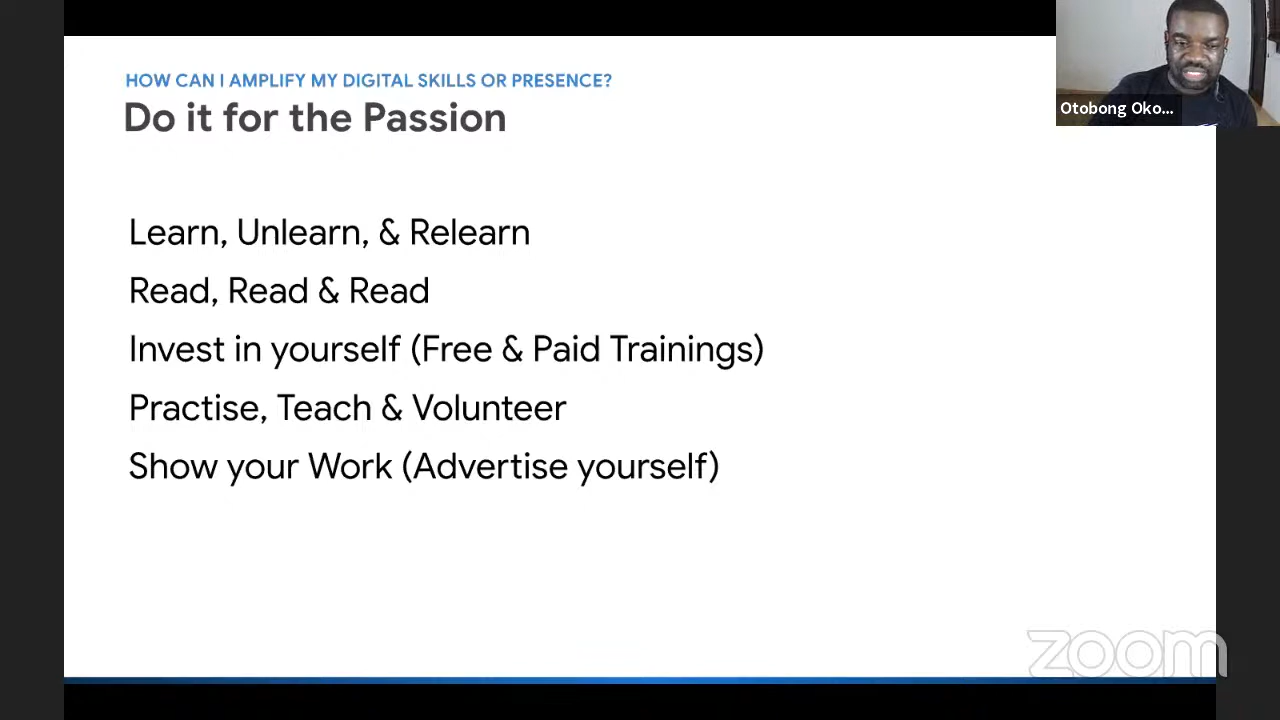 HOW CAN I AMPLIFY MY DIGITAL SKILLS OR PRESENCE?
Do it for the Passion
Otobong Oko...
Learn, Unlearn, & Relearn
Read, Read & Read
Invest in yourself (Free & Paid Trainings)
Practise, Teach & Volunteer
Show your Work (Advertise yourself)
zoom